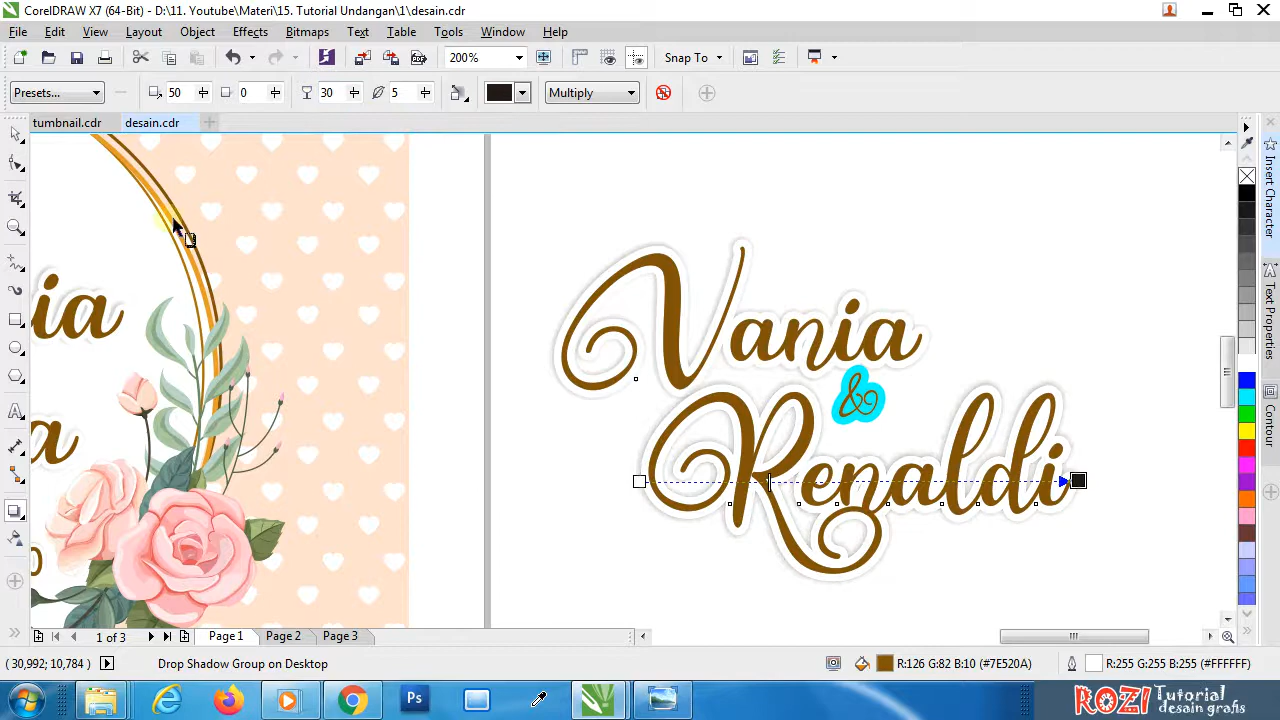 CorelDRAW X7 (64-Bit) - D:\11. Youtube\Materi\15. Tutorial Undangan\1\desain.cdr
File Edit View Layout Object Effects Bitmaps Text Table Tools Window Help
200% Snap To
Presets... 50 0 30 5 Multiply
tumbnail.cdr desain.cdr
Insert Character
Text Properties
Contour
ia
a
Vania
&
Renaldi
1 of 3 Page 1 Page 2 Page 3
( 30,992; 10,784 ) Drop Shadow Group on Desktop R:126 G:82 B:10 (#7E520A) R:255 G:255 B:255 (#FFFFFF)
Ps
ROZI Tutorial
desain grafis